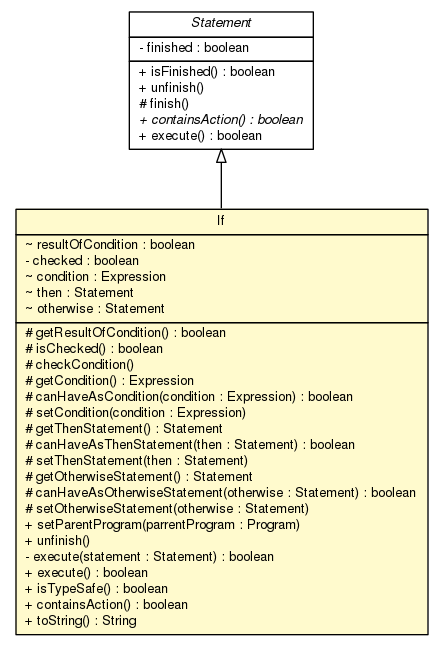 Statement
- finished : boolean
+ isFinished() : boolean
+ unfinish()
# finish()
+ containsAction() : boolean
+ execute() : boolean
If
~ resultOfCondition : boolean
- checked : boolean
~ condition : Expression
~ then : Statement
~ otherwise : Statement
# getResultOfCondition() : boolean
# isChecked() : boolean
# checkCondition()
# getCondition() : Expression
# canHaveAsCondition(condition : Expression) : boolean
# setCondition(condition : Expression)
# getThenStatement() : Statement
# canHaveAsThenStatement(then : Statement) : boolean
# setThenStatement(then : Statement)
# getOtherwiseStatement() : Statement
# canHaveAsOtherwiseStatement(otherwise : Statement) : boolean
# setOtherwiseStatement(otherwise : Statement)
+ setParentProgram(parrentProgram : Program)
+ unfinish()
- execute(statement : Statement) : boolean
+ execute() : boolean
+ isTypeSafe() : boolean
+ containsAction() : boolean
+ toString() : String